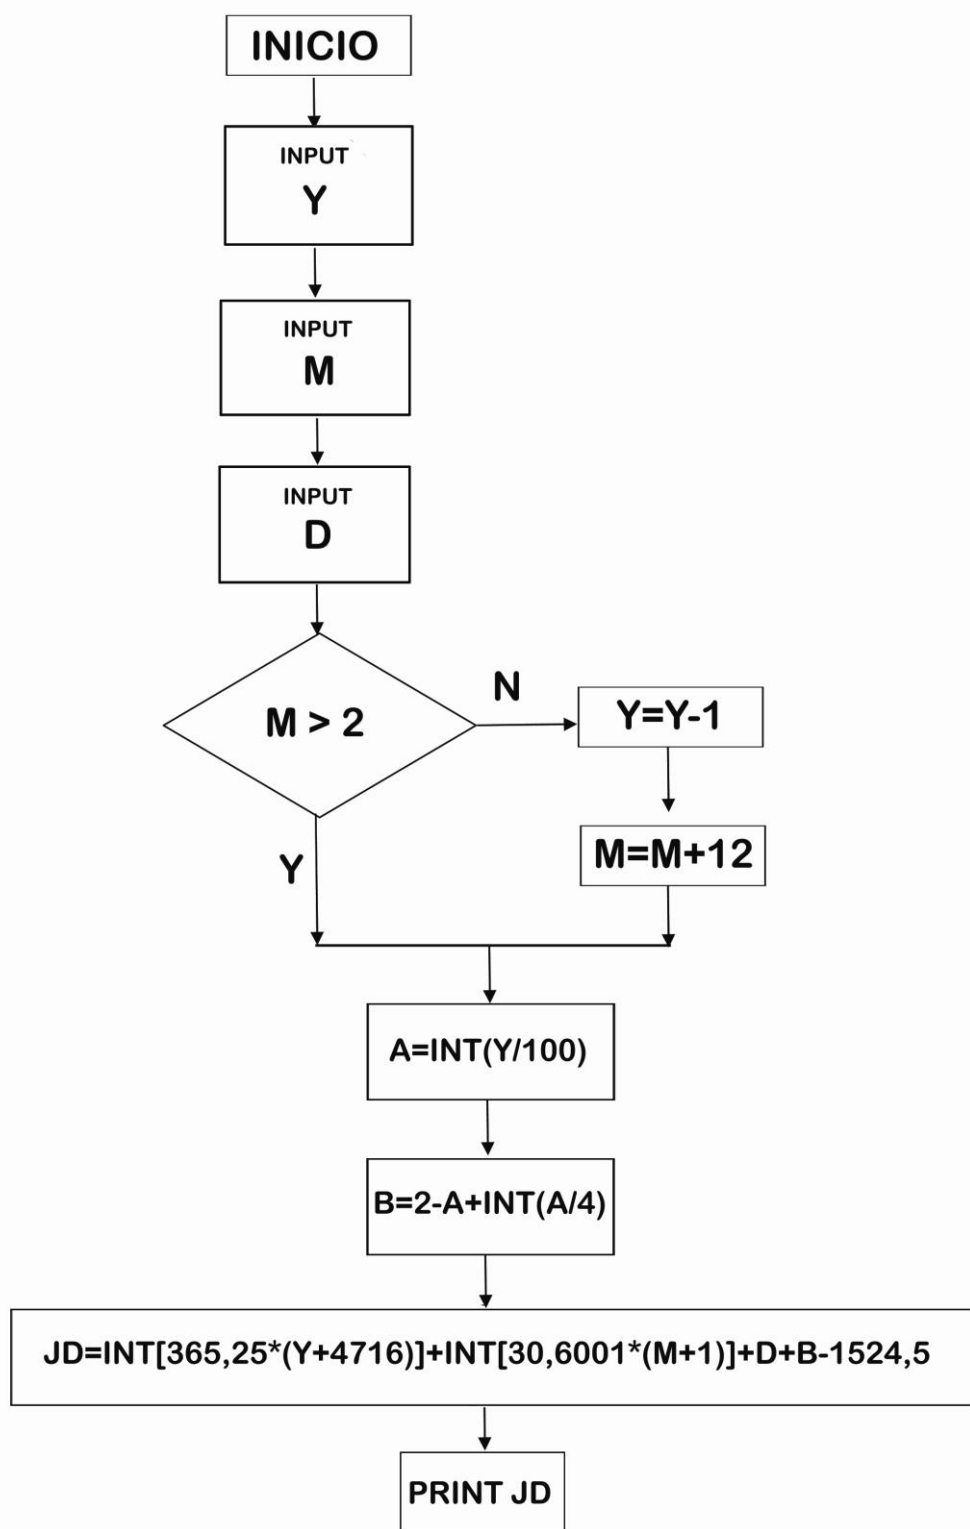 INICIO
INPUT
Y
INPUT
M
INPUT
D
M > 2
N
Y=Y-1
M=M+12
Y
A=INT(Y/100)
B=2-A+INT(A/4)
JD=INT[365,25*(Y+4716)]+INT[30,6001*(M+1)]+D+B-1524,5
PRINT JD